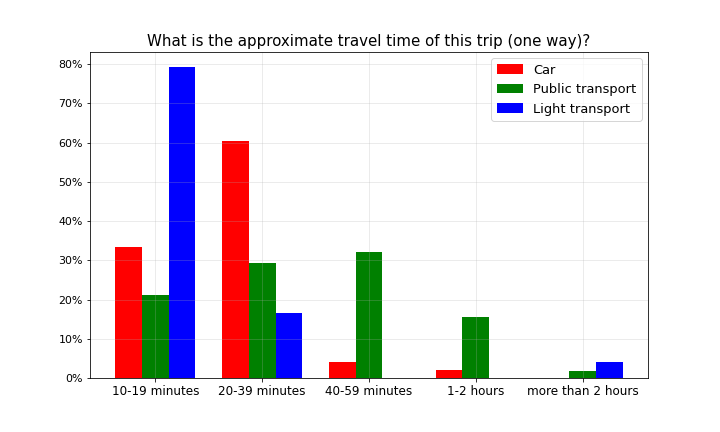 What is the approximate travel time of this trip (one way)?
80%
70%
60%
50%
40%
30%
20%
10%
0%
Car
Public transport
Light transport
10-19 minutes
20-39 minutes
40-59 minutes
1-2 hours
more than 2 hours